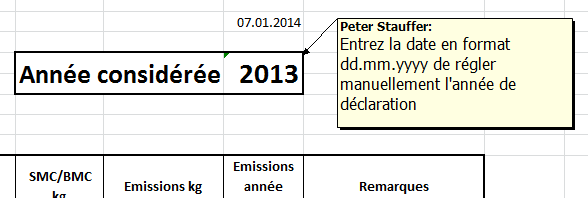 07.01.2014
Peter Stauffer:
Entrez la date en format
dd.mm.yyyy de régler
manuellement l'année de
déclaration
Année considérée 2013
SMC/BMC
kg
Emissions kg
Emissions
année
Remarques